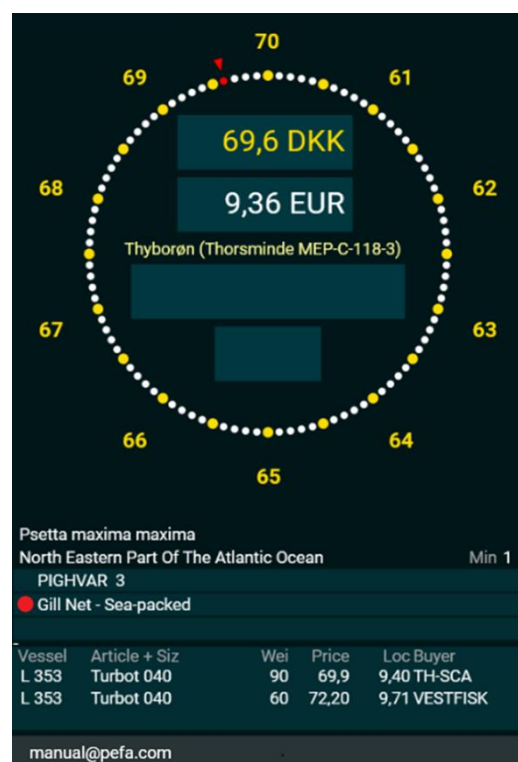 70
69
61
69,6 DKK
68
9,36 EUR
62
Thyborøn (Thorsminde MEP-C-118-3)
67
63
66
64
65
Psetta maxima maxima
North Eastern Part Of The Atlantic Ocean Min 1
PIGHVAR 3
Gill Net - Sea-packed
Vessel Article + Siz Wei Price Loc Buyer
L 353 Turbot 040 90 69,9 9,40 TH-SCA
L 353 Turbot 040 60 72,20 9,71 VESTFISK
manual@pefa.com